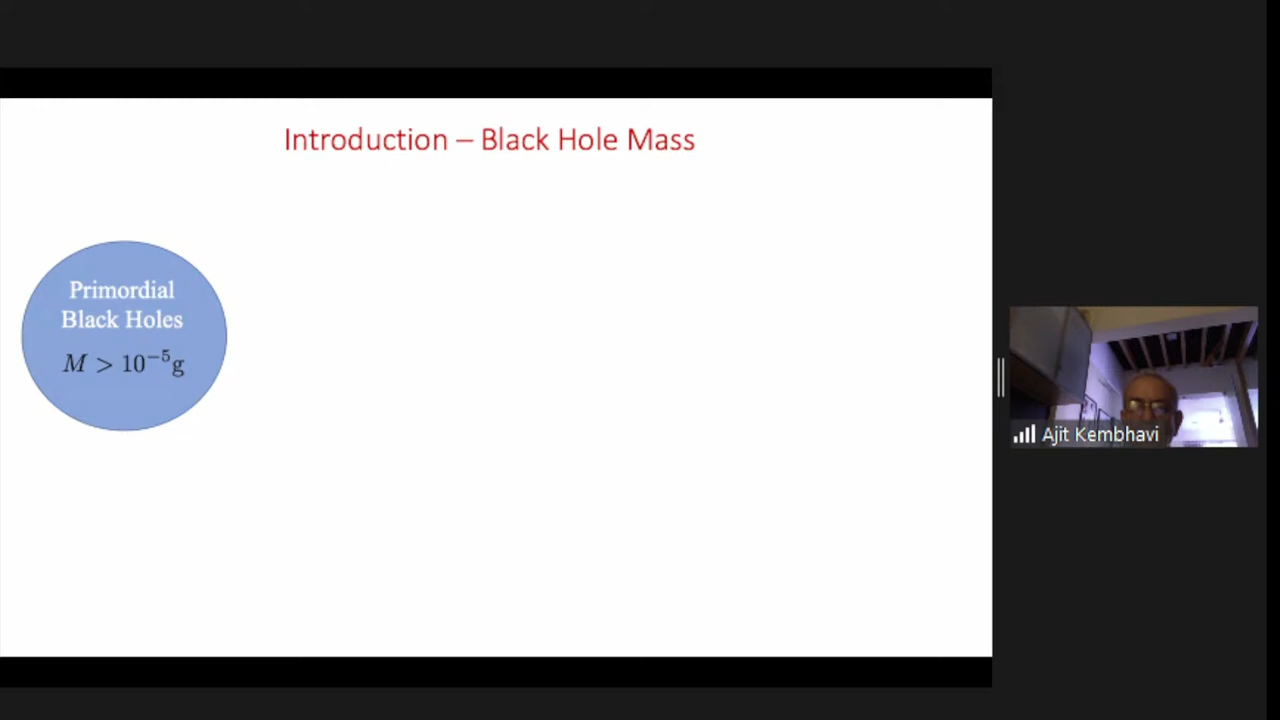 Introduction – Black Hole Mass
Primordial
Black Holes
M > 10⁻⁵g
Ajit Kembhavi